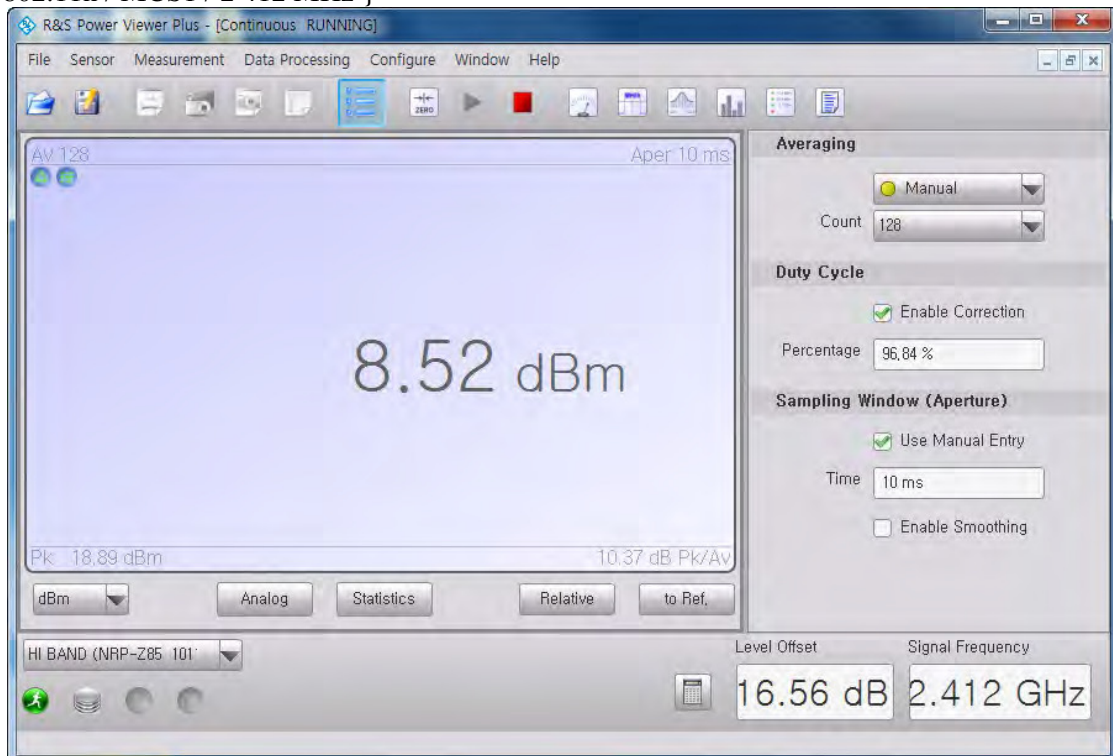 R&S Power Viewer Plus - [Continuous RUNNING]
File Sensor Measurement Data Processing Configure Window Help
ZERO
AV 128 Aper 10 ms
8.52 dBm
Pk 18,89 dBm 10,37 dB Pk/Av
dBm Analog Statistics Relative to Ref,
Averaging
Manual
Count 128
Duty Cycle
Enable Correction
Percentage 96,84 %
Sampling Window (Aperture)
Use Manual Entry
Time 10 ms
Enable Smoothing
HI BAND (NRP-Z85 101
Level Offset Signal Frequency
16.56 dB 2.412 GHz